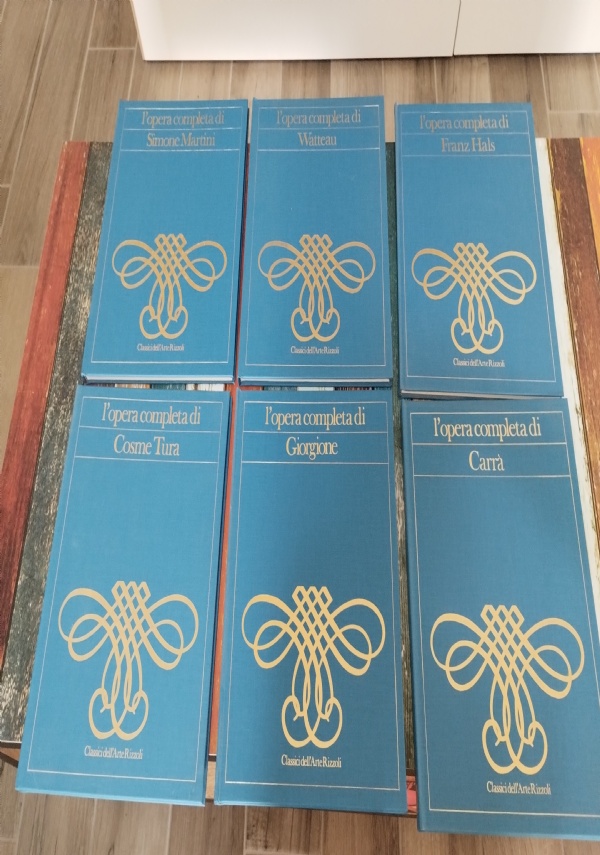 l'opera completa di
Simone Martini
Classici dell'Arte Rizzoli
l'opera completa di
Watteau
Classici dell'Arte Rizzoli
l'opera completa di
Franz Hals
Classici dell'Arte Rizzoli
l'opera completa di
Cosme Tura
Classici dell'Arte Rizzoli
l'opera completa di
Giorgione
Classici dell'Arte Rizzoli
l'opera completa di
Carrà
Classici dell'Arte Rizzoli